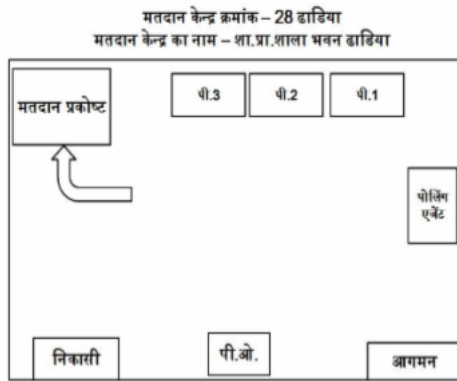 मतदान केन्द्र क्रमांक – 28 ढाडिया
मतदान केन्द्र का नाम – शा.प्रा.शाला भवन ढाडिया
मतदान प्रकोष्ट
पी.3
पी.2
पी.1
पोलिंग
एजेंट
निकासी
पी.ओ.
आगमन